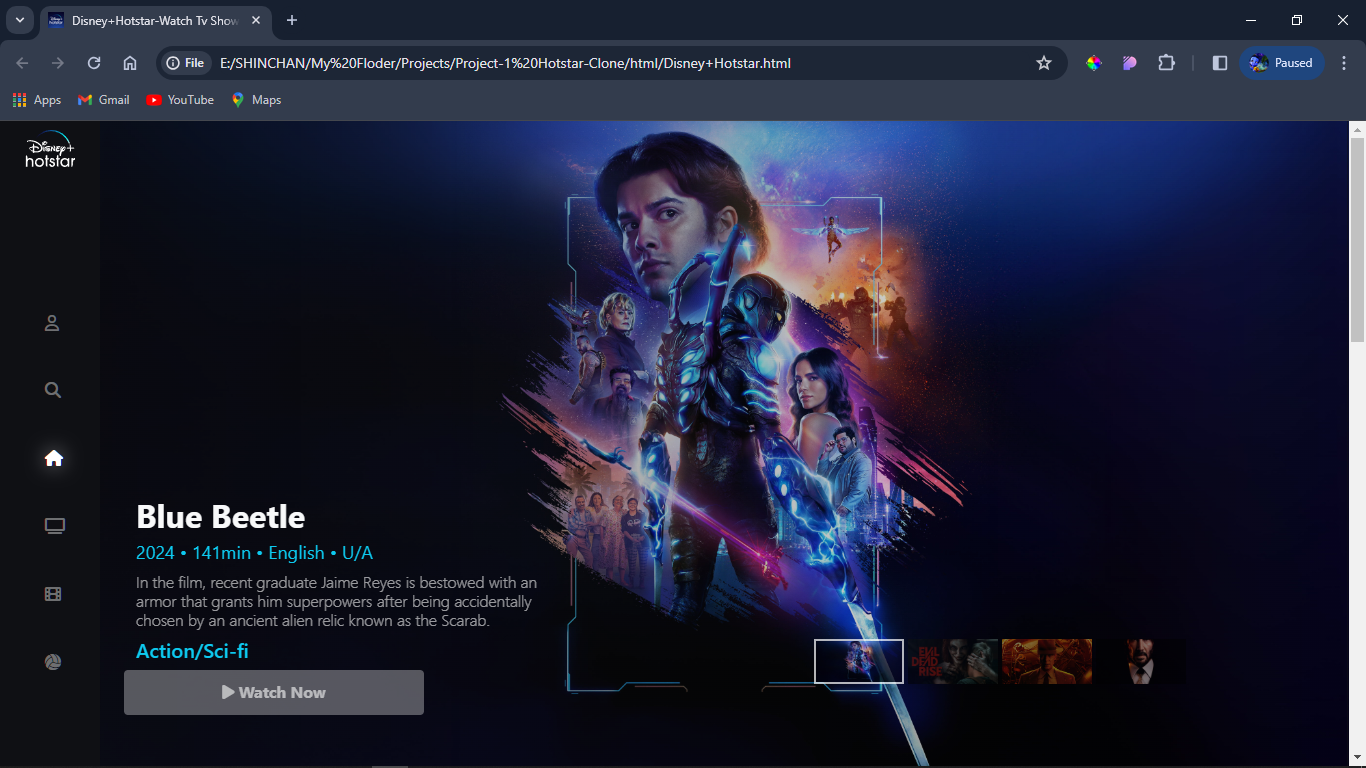 Disney+Hotstar-Watch Tv Show
File
E:/SHINCHAN/My%20Floder/Projects/Project-1%20Hotstar-Clone/html/Disney+Hotstar.html
Paused
Apps
Gmail
YouTube
Maps
Disney+
hotstar
Blue Beetle
2024 • 141min • English • U/A
In the film, recent graduate Jaime Reyes is bestowed with an
armor that grants him superpowers after being accidentally
chosen by an ancient alien relic known as the Scarab.
Action/Sci-fi
Watch Now
EVIL
DEAD
RISE